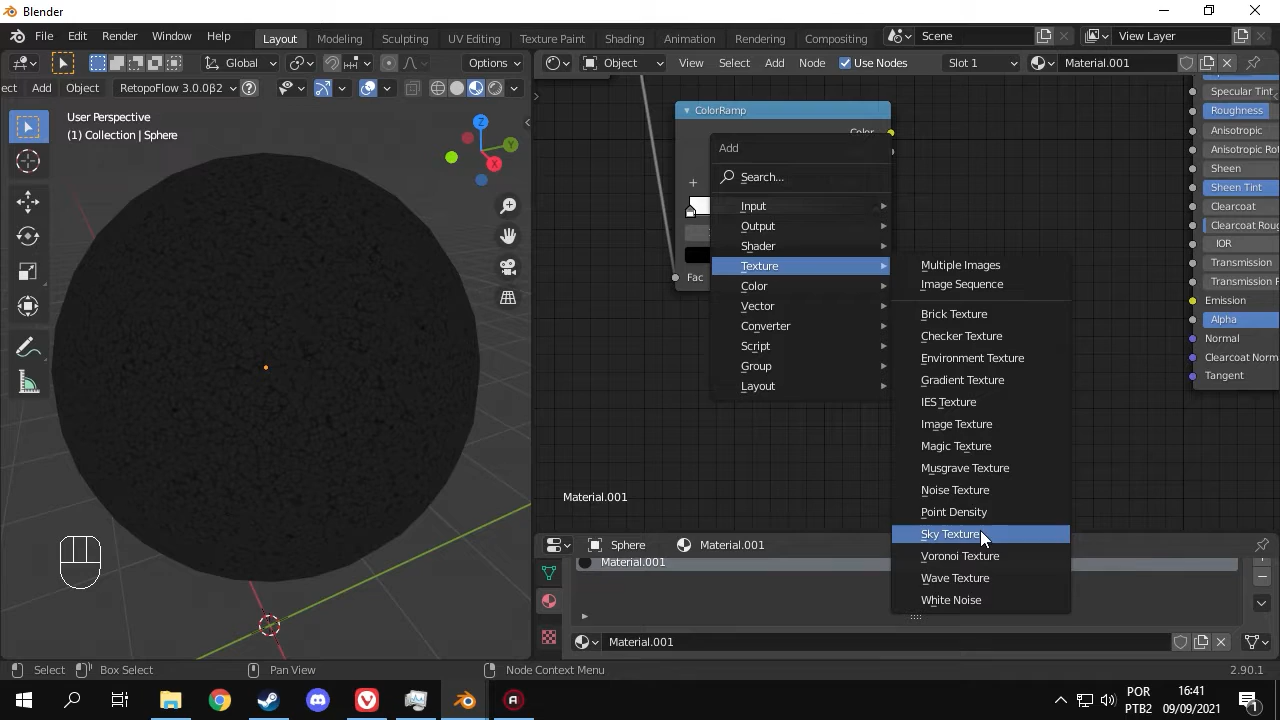 Blender
File Edit Render Window Help Layout Modeling Sculpting UV Editing Texture Paint Shading Animation Rendering Compositing Scene View Layer
Global Options
Object View Select Add Node Use Nodes Slot 1 Material.001
ect Add Object RetopoFlow 3.0.0β2
User Perspective
(1) Collection | Sphere
Z
Y
X
ColorRamp
Color
Fac
Add
Search...
Input
Output
Shader
Texture
Color
Vector
Converter
Script
Group
Layout
Multiple Images
Image Sequence
Brick Texture
Checker Texture
Environment Texture
Gradient Texture
IES Texture
Image Texture
Magic Texture
Musgrave Texture
Noise Texture
Point Density
Sky Texture
Voronoi Texture
Wave Texture
White Noise
Specular Tint
Roughness
Anisotropic
Anisotropic Rot
Sheen
Sheen Tint
Clearcoat
Clearcoat Roug
IOR
Transmission
Transmission R
Emission
Alpha
Normal
Clearcoat Norm
Tangent
Material.001
Sphere Material.001
Material.001
Material.001
Select Box Select Pan View Node Context Menu 2.90.1
POR
PTB2
16:41
09/09/2021
1